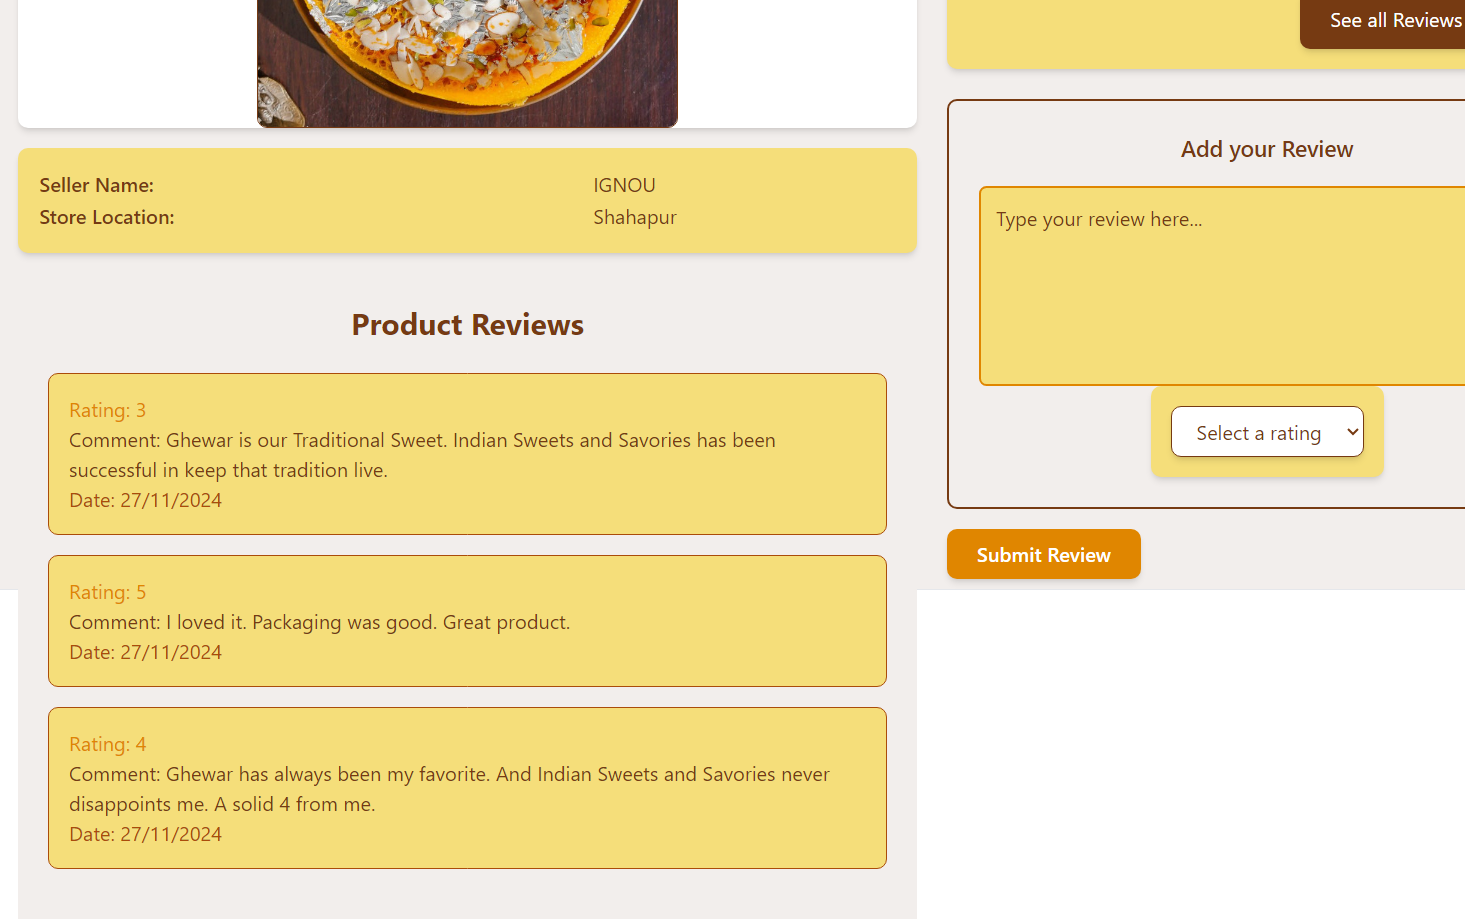 See all Reviews
Seller Name: IGNOU
Store Location: Shahapur
Product Reviews
Rating: 3
Comment: Ghewar is our Traditional Sweet. Indian Sweets and Savories has been
successful in keep that tradition live.
Date: 27/11/2024
Rating: 5
Comment: I loved it. Packaging was good. Great product.
Date: 27/11/2024
Rating: 4
Comment: Ghewar has always been my favorite. And Indian Sweets and Savories never
disappoints me. A solid 4 from me.
Date: 27/11/2024
Add your Review
Type your review here...
Select a rating
Submit Review